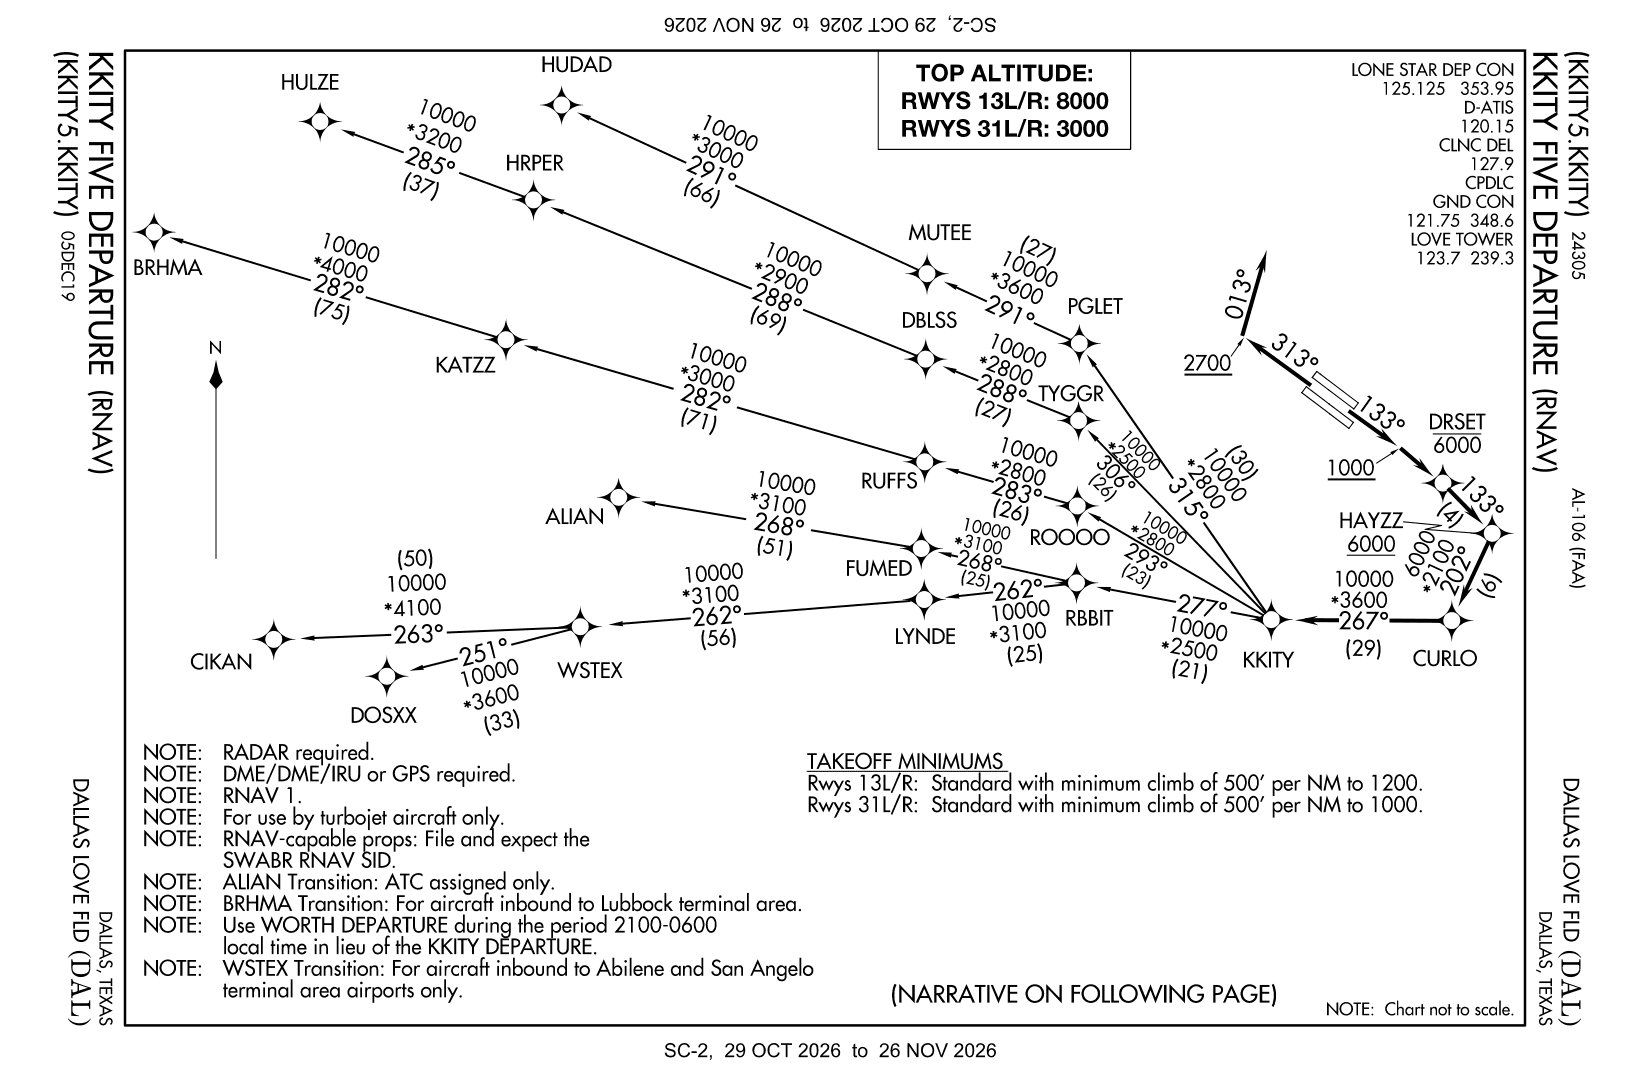 SC-2, 29 OCT 2026 to 26 NOV 2026
(KKITY5.KKITY) 05DEC19
KKITY FIVE DEPARTURE (RNAV)
DALLAS LOVE FLD (DAL)
DALLAS, TEXAS
(KKITY5.KKITY) 24305
KKITY FIVE DEPARTURE (RNAV)
AL-106 (FAA)
DALLAS LOVE FLD (DAL)
DALLAS, TEXAS
TOP ALTITUDE:
RWYS 13L/R: 8000
RWYS 31L/R: 3000
LONE STAR DEP CON
125.125 353.95
D-ATIS
120.15
CLNC DEL
127.9
CPDLC
GND CON
121.75 348.6
LOVE TOWER
123.7 239.3
HULZE
10000
*3200
285°
(37)
HRPER
HUDAD
10000
*3000
291°
(66)
MUTEE
(27)
10000
*3600
291°
PGLET
BRHMA
10000
*4000
282°
(75)
KATZZ
10000
*2900
288°
(69)
DBLSS
10000
*2800
288°
(27)
TYGGR
N
10000
*3000
282°
(71)
RUFFS
10000
*2800
283°
(26)
ROOOO
10000
*2500
306°
(26)
(30)
10000
*2800
315°
10000
*2800
293°
(23)
013°
2700
313°
133°
1000
DRSET
6000
133°
(4)
HAYZZ
6000
6000
*2100
202°
(6)
ALIAN
10000
*3100
268°
(51)
FUMED
10000
*3100
268°
(25)
RBBIT
277°
10000
*2500
(21)
KKITY
10000
*3600
267°
(29)
CURLO
CIKAN
(50)
10000
*4100
263°
WSTEX
10000
*3100
262°
(56)
LYNDE
262°
10000
*3100
(25)
DOSXX
251°
10000
*3600
(33)
NOTE: RADAR required.
NOTE: DME/DME/IRU or GPS required.
NOTE: RNAV 1.
NOTE: For use by turbojet aircraft only.
NOTE: RNAV-capable props: File and expect the
SWABR RNAV SID.
NOTE: ALIAN Transition: ATC assigned only.
NOTE: BRHMA Transition: For aircraft inbound to Lubbock terminal area.
NOTE: Use WORTH DEPARTURE during the period 2100-0600
local time in lieu of the KKITY DEPARTURE.
NOTE: WSTEX Transition: For aircraft inbound to Abilene and San Angelo
terminal area airports only.
TAKEOFF MINIMUMS
Rwys 13L/R: Standard with minimum climb of 500' per NM to 1200.
Rwys 31L/R: Standard with minimum climb of 500' per NM to 1000.
(NARRATIVE ON FOLLOWING PAGE)
NOTE: Chart not to scale.
SC-2, 29 OCT 2026 to 26 NOV 2026